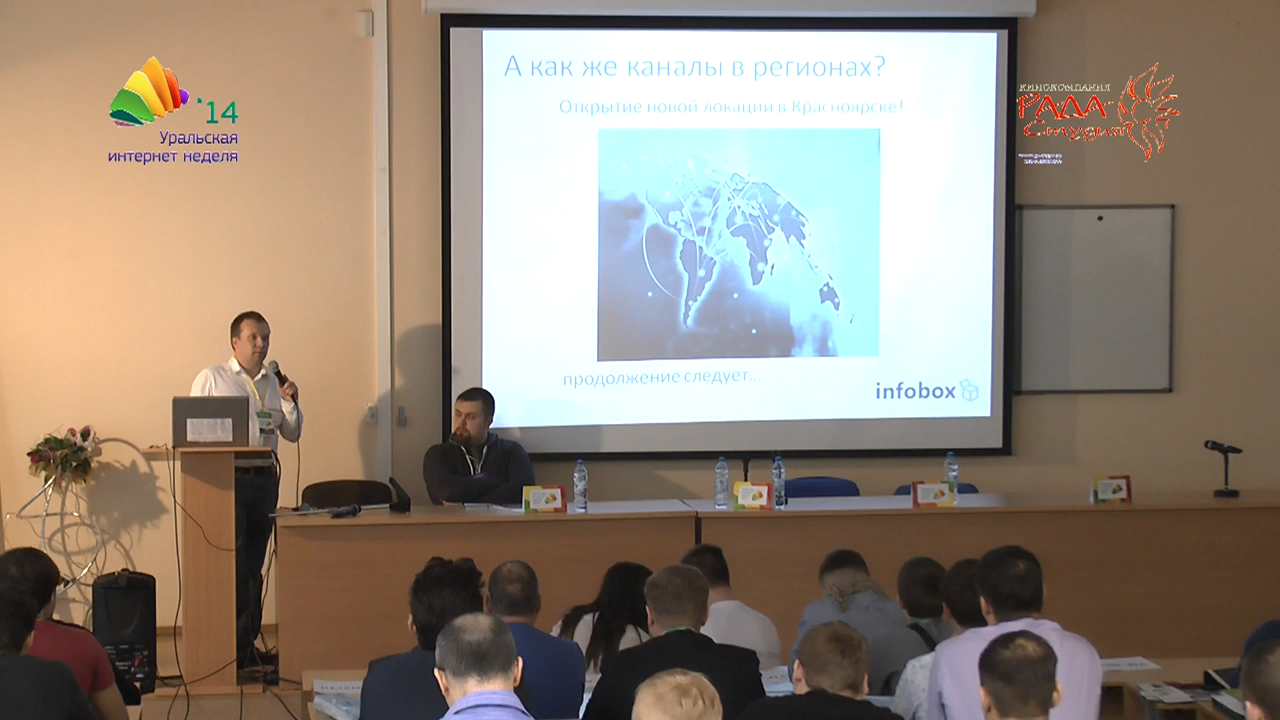 '14
Уральская
интернет неделя
А как же каналы в регионах?
Открытие новой локации в Красноярске!
продолжение следует...
infobox
КИНОКОМПАНИЯ
РАДА-
Студия